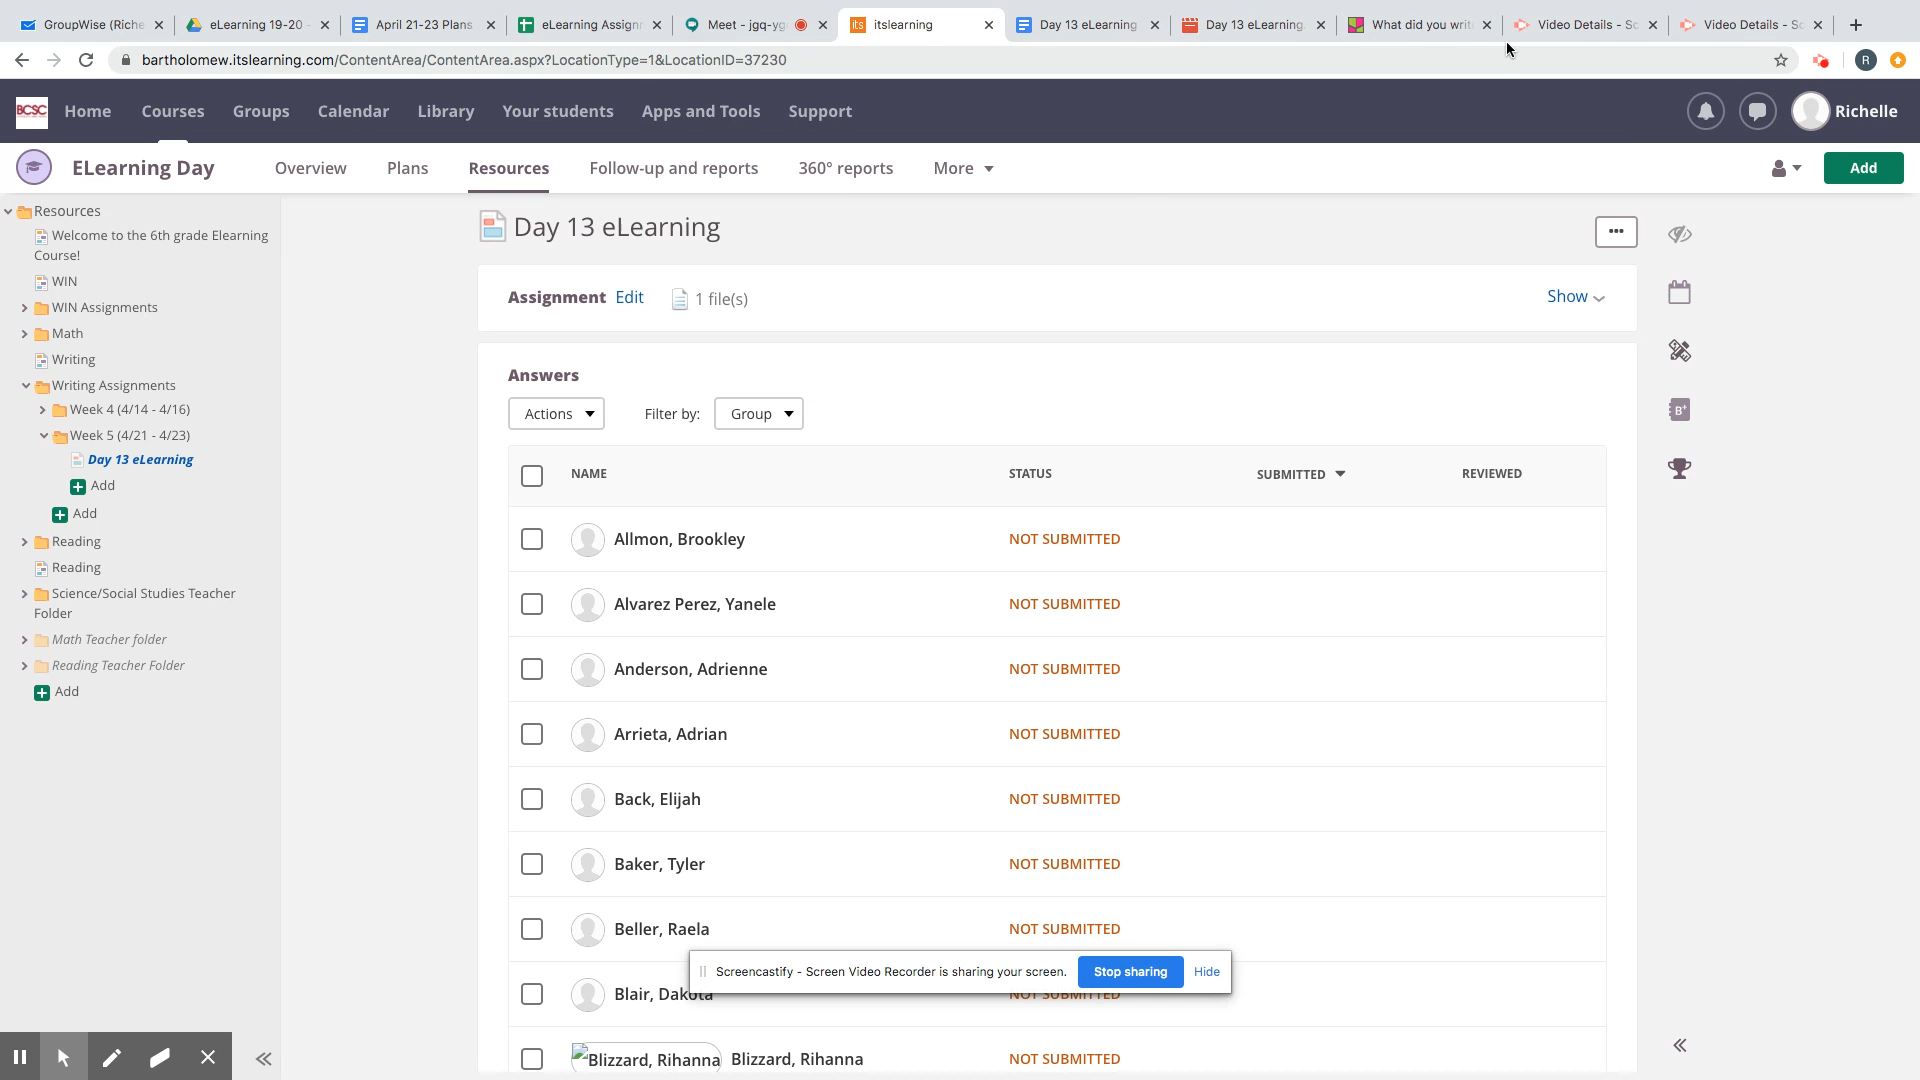 GroupWise (Riche
eLearning 19-20 -
April 21-23 Plans
eLearning Assignm
Meet - jgq-yg
itslearning
Day 13 eLearning
Day 13 eLearning.
What did you writ
Video Details - Sc
Video Details - Sc
bartholomew.itslearning.com/ContentArea/ContentArea.aspx?LocationType=1&LocationID=37230
R
BCSC
Home
Courses
Groups
Calendar
Library
Your students
Apps and Tools
Support
Richelle
ELearning Day
Overview
Plans
Resources
Follow-up and reports
360° reports
More
Add
Resources
Welcome to the 6th grade Elearning
Course!
WIN
WIN Assignments
Math
Writing
Writing Assignments
Week 4 (4/14 - 4/16)
Week 5 (4/21 - 4/23)
Day 13 eLearning
Add
Add
Reading
Reading
Science/Social Studies Teacher
Folder
Math Teacher folder
Reading Teacher Folder
Add
Day 13 eLearning
Assignment Edit 1 file(s)
Show
Answers
Actions
Filter by:
Group
NAME STATUS SUBMITTED REVIEWED
Allmon, Brookley NOT SUBMITTED
Alvarez Perez, Yanele NOT SUBMITTED
Anderson, Adrienne NOT SUBMITTED
Arrieta, Adrian NOT SUBMITTED
Back, Elijah NOT SUBMITTED
Baker, Tyler NOT SUBMITTED
Beller, Raela NOT SUBMITTED
Screencastify - Screen Video Recorder is sharing your screen. Stop sharing Hide
Blair, Dakota NOT SUBMITTED
Blizzard, Rihanna Blizzard, Rihanna NOT SUBMITTED
B+